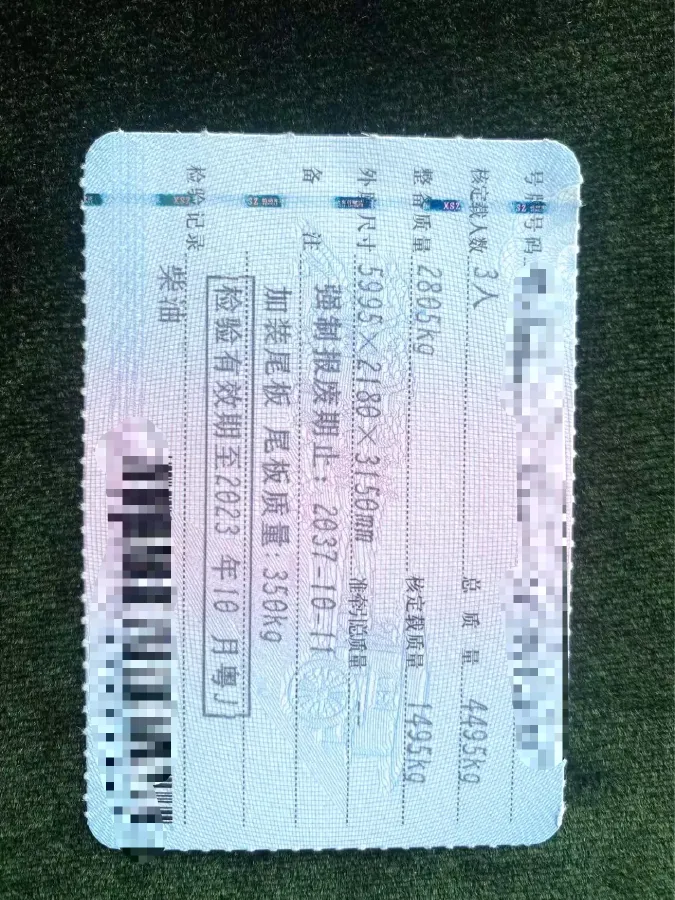 号牌号码
核定载人数 3人 总质量 4495kg
整备质量 2805kg 核定载质量 1495kg
外廓尺寸 5995×2180×3150mm 准牵引总质量
备注 强制报废期止：2037-10-11
加装尾板 尾板质量：350kg
检验有效期至2023 年10 月粤J
检验记录
柴油